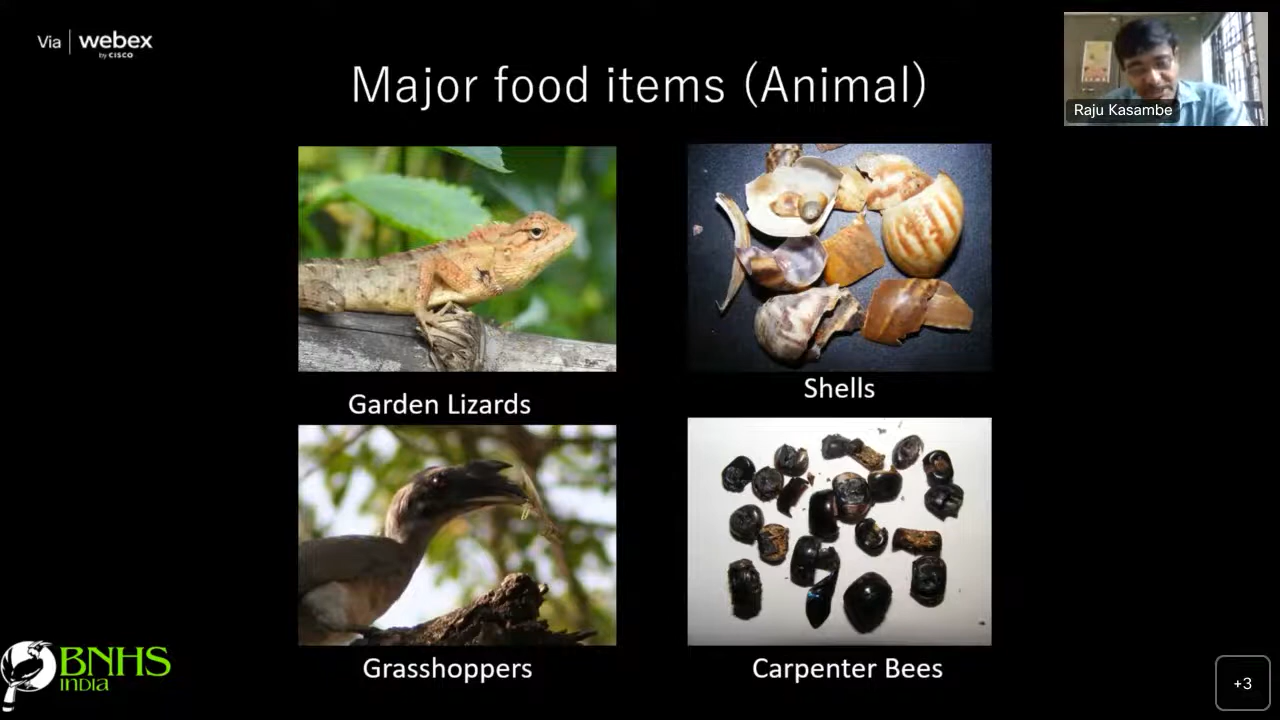 Via | webex
by CISCO
Major food items (Animal)
Raju Kasambe
Garden Lizards
Shells
Grasshoppers
Carpenter Bees
BNHS
INDIA
+3